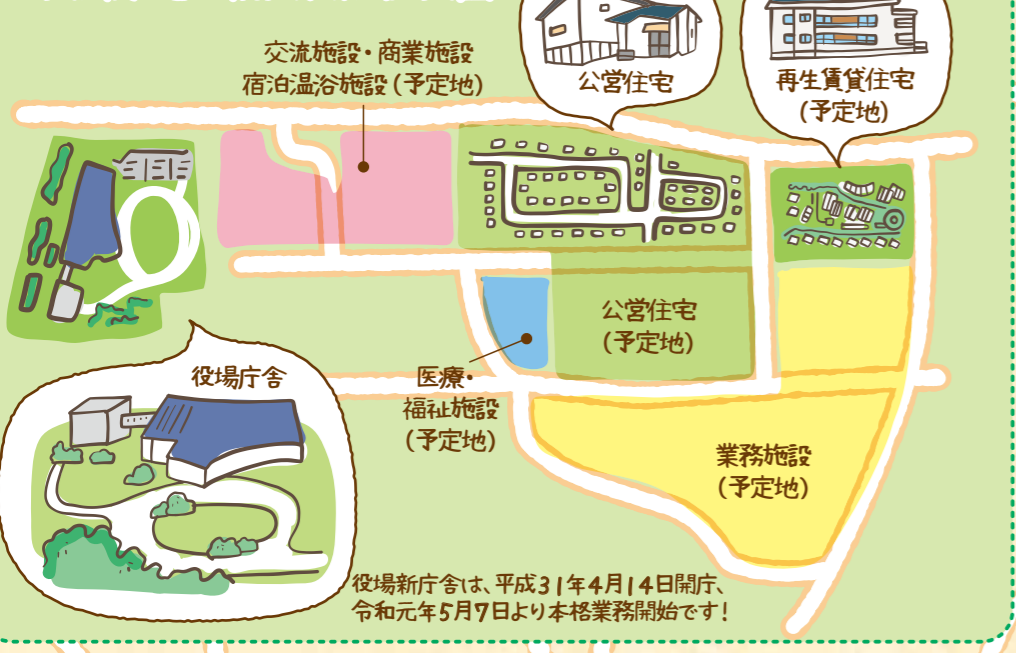 交流施設・商業施設
宿泊温浴施設(予定地)
公営住宅
再生賃貸住宅
(予定地)
公営住宅
(予定地)
役場庁舎
医療・
福祉施設
(予定地)
業務施設
(予定地)
役場新庁舎は、平成31年4月14日開庁、
令和元年5月7日より本格業務開始です!